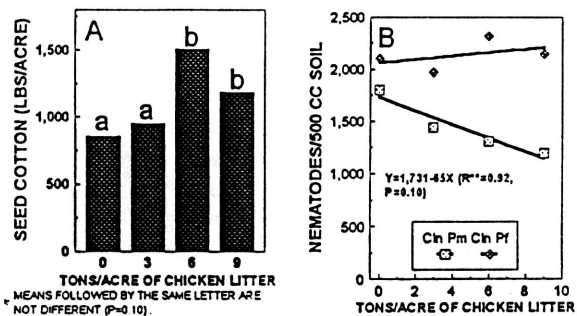 A
SEED COTTON (LBS/ACRE)
1,500
1,000
500
0
a
a
b
b
0 3 6 9
TONS/ACRE OF CHICKEN LITTER
MEANS FOLLOWED BY THE SAME LETTER ARE
NOT DIFFERENT (P=0.10).
B
NEMATODES/500 CC SOIL
2,500
2,250
2,000
1,500
1,000
500
250
0
Y=1,731-65X (R**=0.92,
P=0.10)
Cln Pm Cln Pf
0 2 4 6 8 10
TONS/ACRE OF CHICKEN LITTER